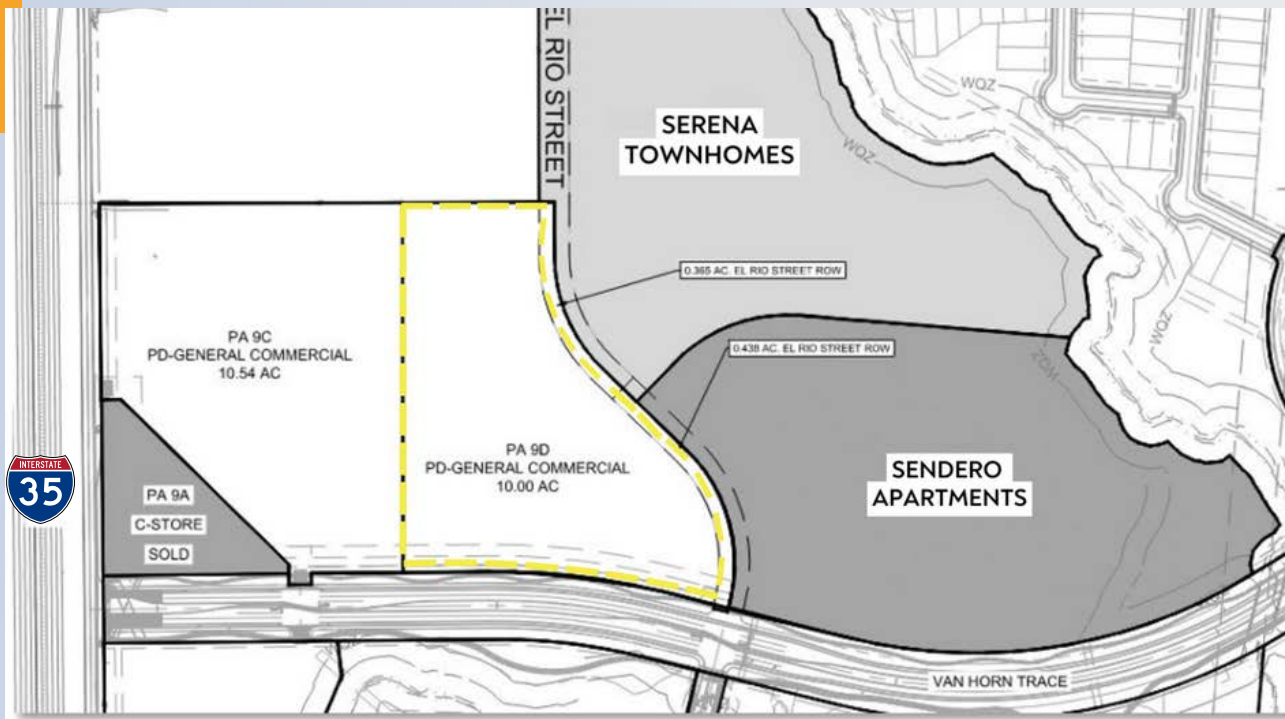 EL RIO STREET
WQZ
SERENA
TOWNHOMES
WQZ
0.365 AC. EL RIO STREET ROW
WQZ
PA 9C
PD-GENERAL COMMERCIAL
10.54 AC
0.438 AC. EL RIO STREET ROW
WQZ
PA 9D
PD-GENERAL COMMERCIAL
10.00 AC
SENDERO
APARTMENTS
INTERSTATE
35
PA 9A
C-STORE
SOLD
VAN HORN TRACE